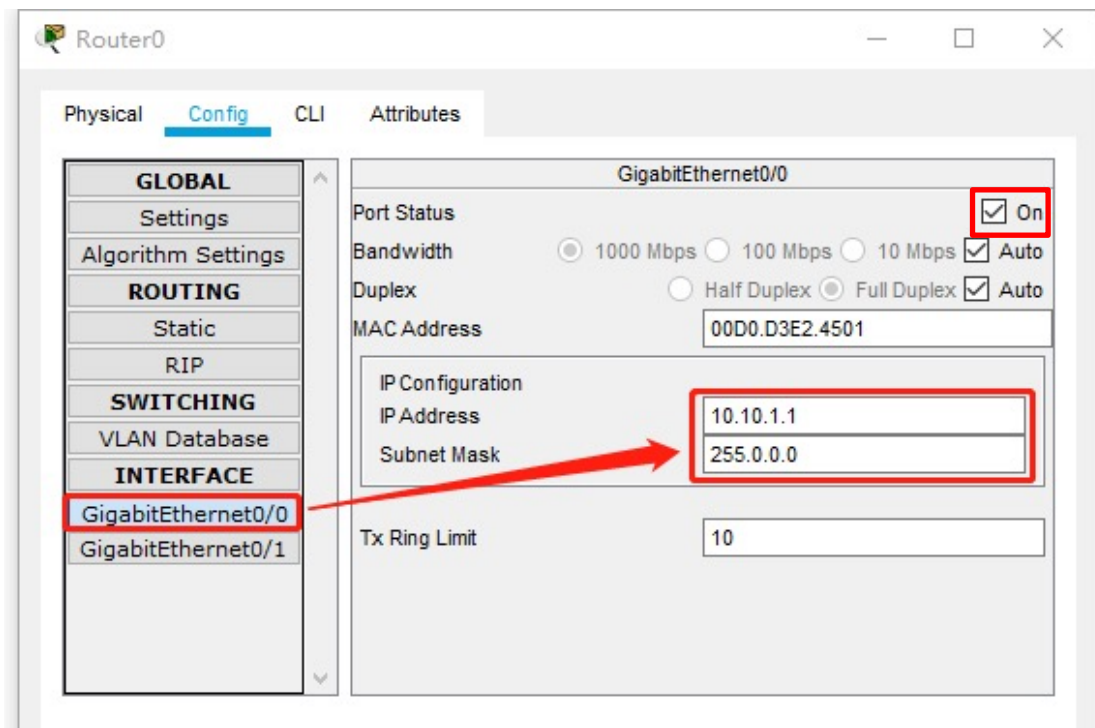 Router0
Physical Config CLI Attributes
GLOBAL
Settings
Algorithm Settings
ROUTING
Static
RIP
SWITCHING
VLAN Database
INTERFACE
GigabitEthernet0/0
GigabitEthernet0/1
GigabitEthernet0/0
Port Status On
Bandwidth 1000 Mbps 100 Mbps 10 Mbps Auto
Duplex Half Duplex Full Duplex Auto
MAC Address 00D0.D3E2.4501
IP Configuration
IP Address 10.10.1.1
Subnet Mask 255.0.0.0
Tx Ring Limit 10